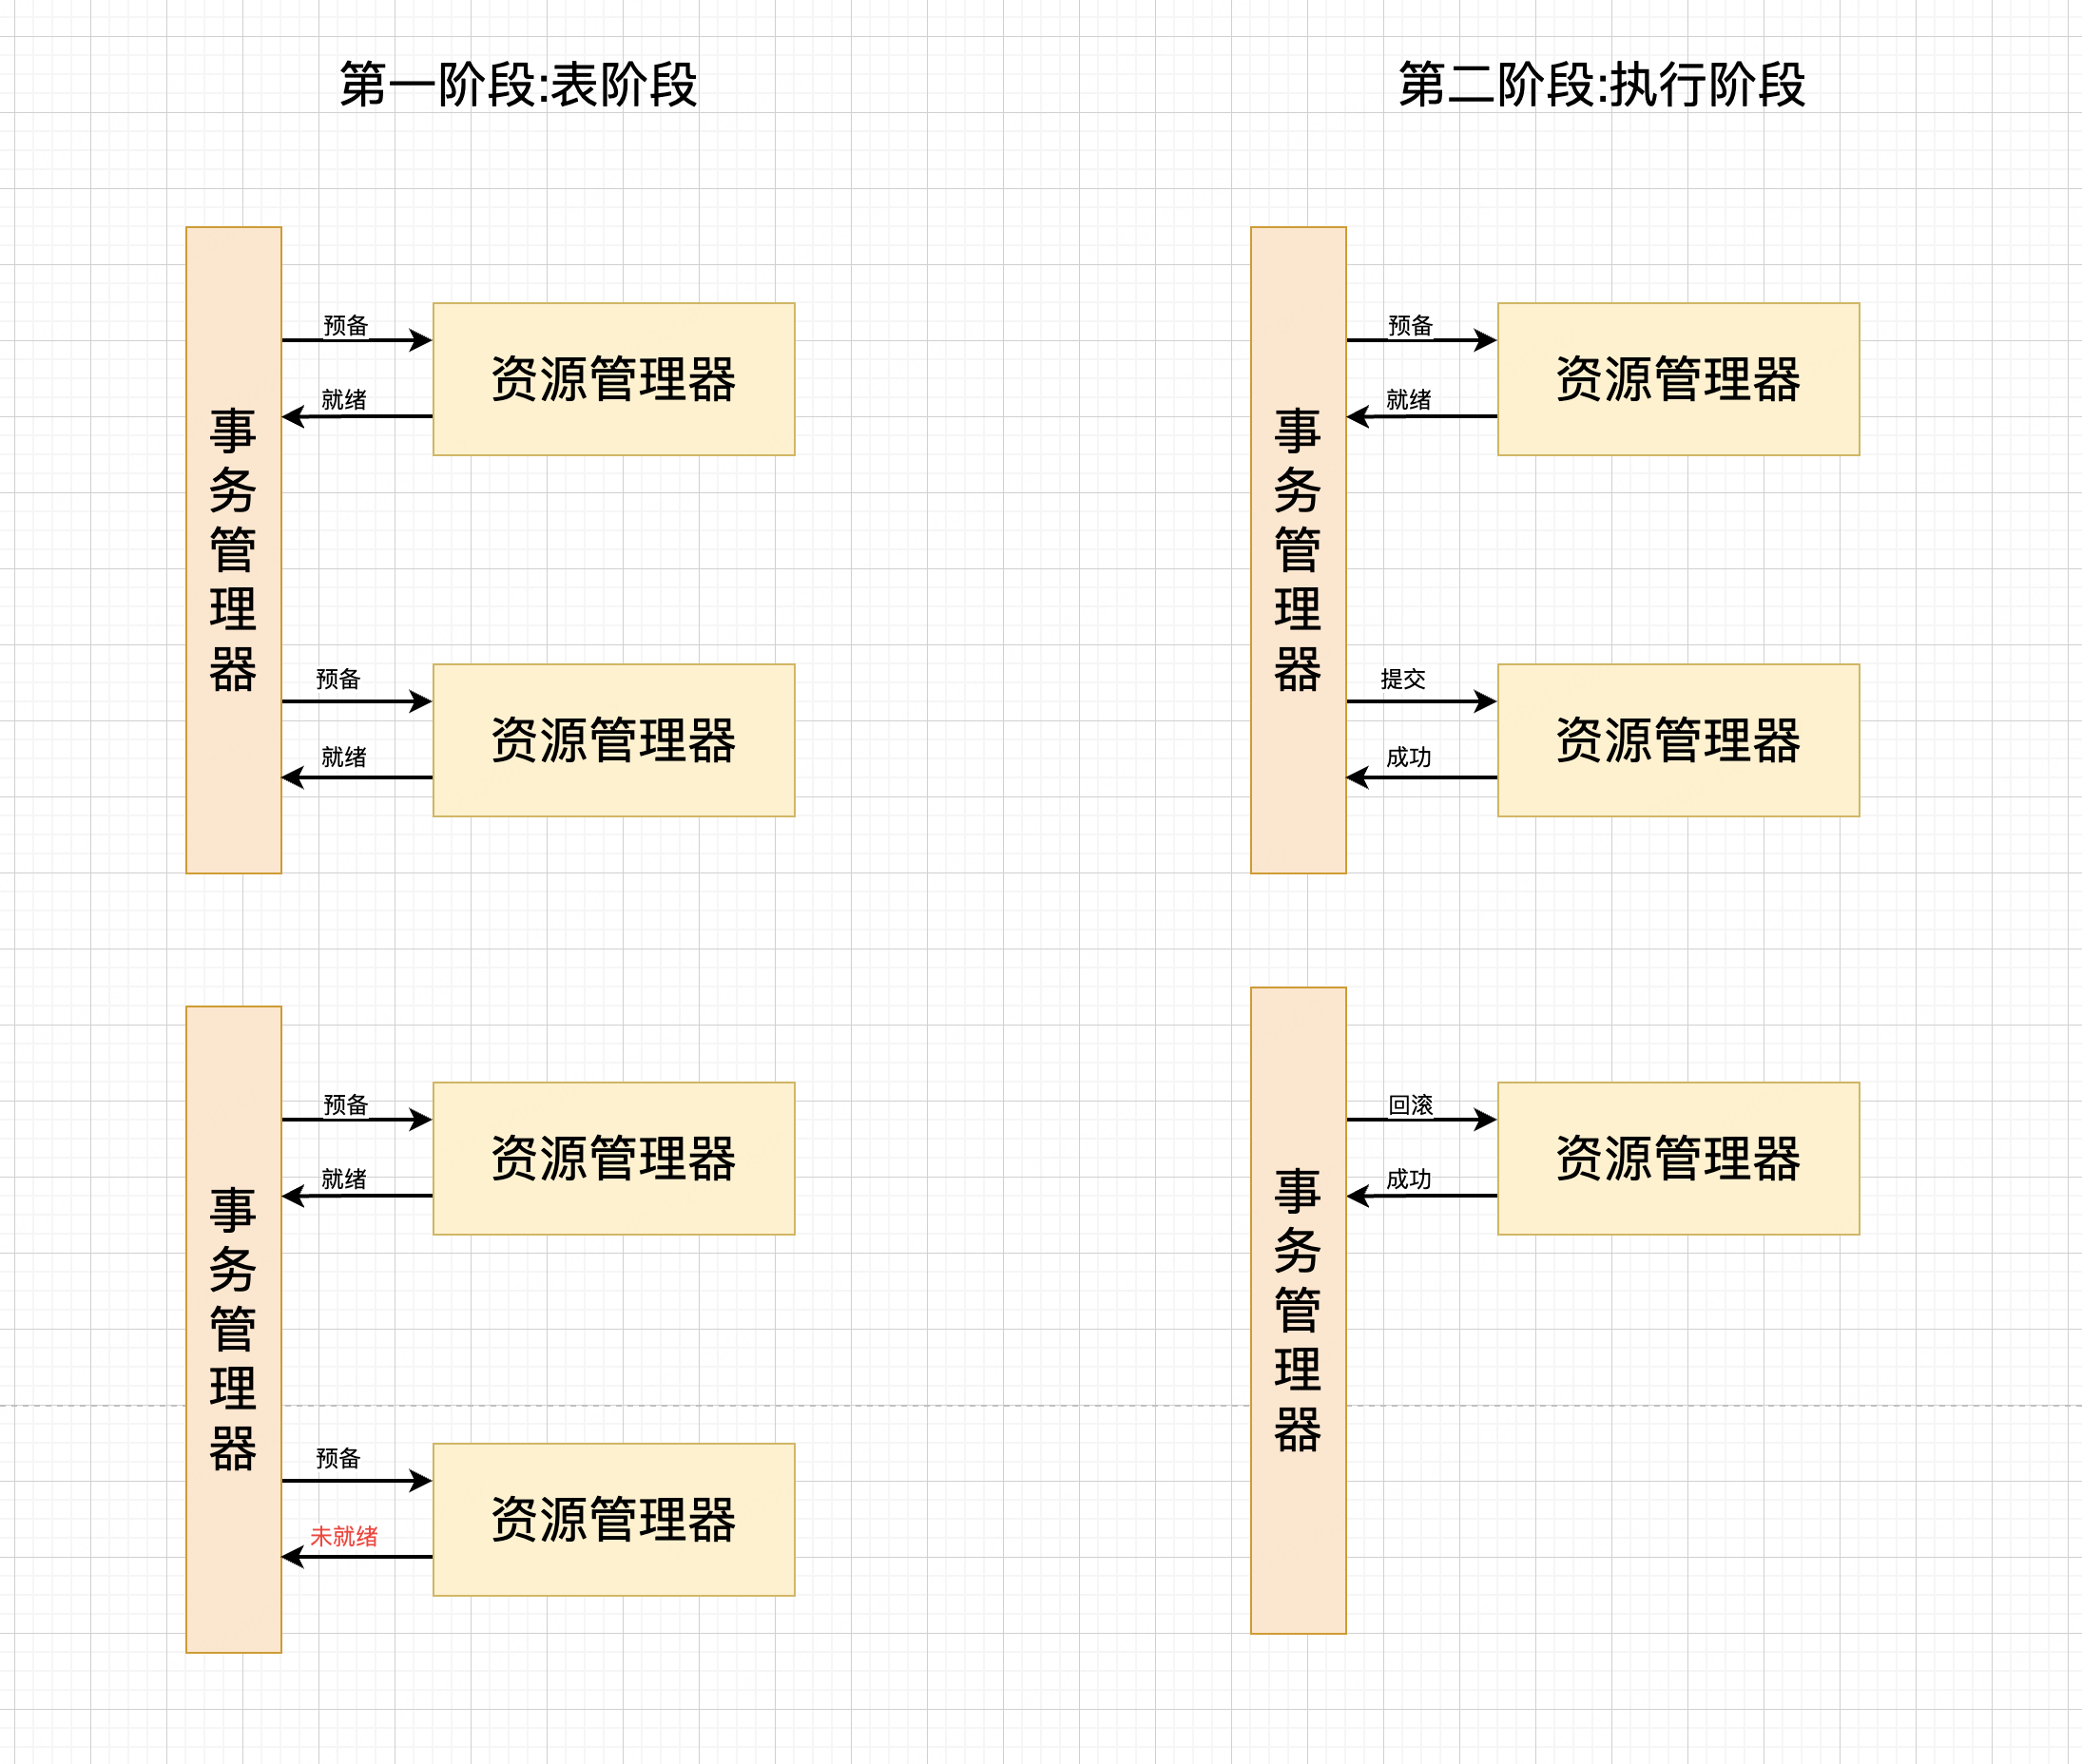 第一阶段:表阶段
第二阶段:执行阶段
事务管理器
预备
就绪
资源管理器
预备
就绪
资源管理器
事务管理器
预备
就绪
资源管理器
提交
成功
资源管理器
事务管理器
预备
就绪
资源管理器
预备
未就绪
资源管理器
事务管理器
回滚
成功
资源管理器